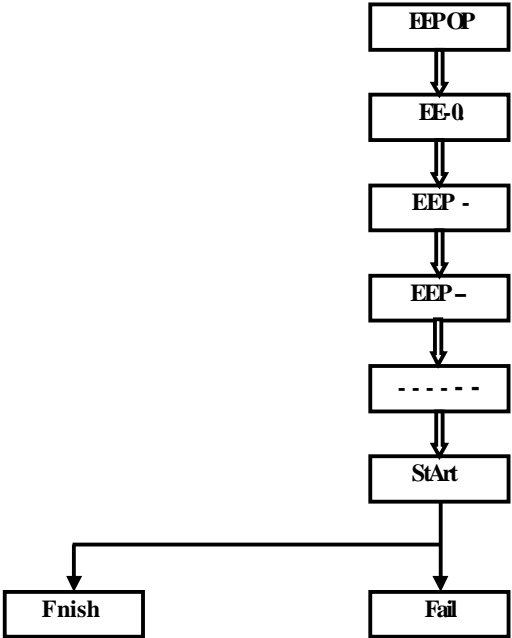 EEPOP
EE-0.
EEP -
EEP –
- - - - - -
StArt
Fnish
Fail